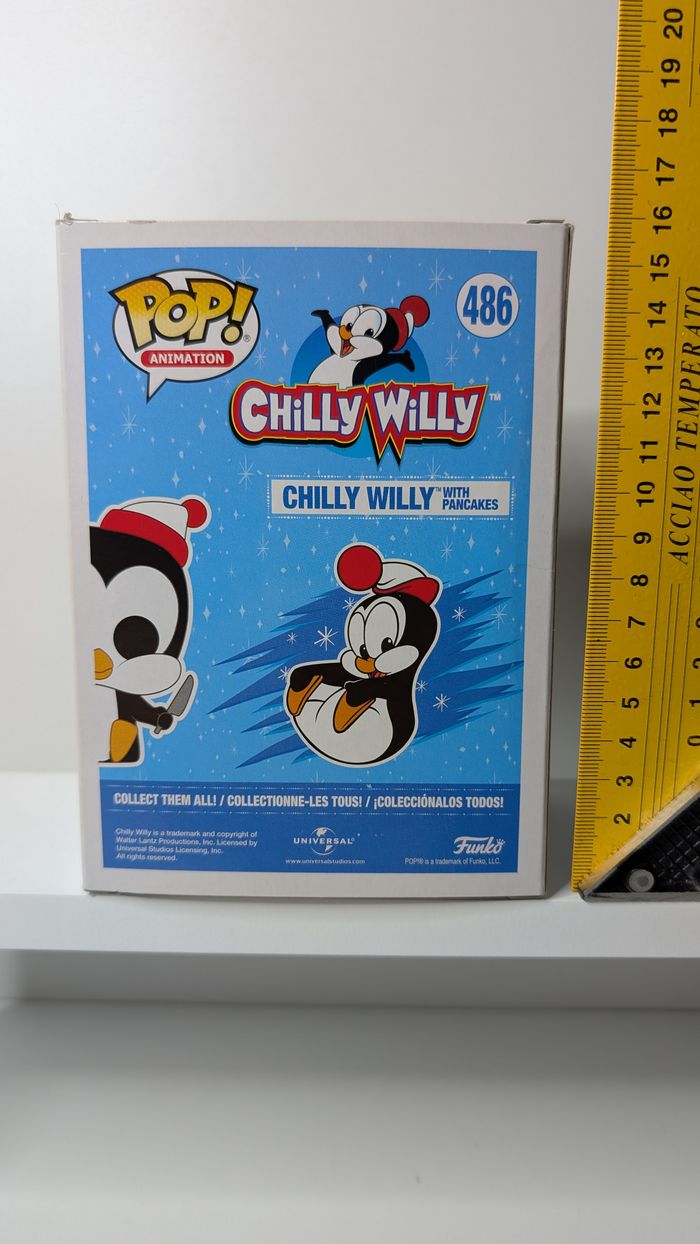 POP!®
ANIMATION
486
CHiLLY WiLLY™
CHILLY WILLY™ WITH PANCAKES
COLLECT THEM ALL! / COLLECTIONNE-LES TOUS! / ¡COLECCIÓNALOS TODOS!
Chilly Willy is a trademark and copyright of
Walter Lantz Productions, Inc. Licensed by
Universal Studios Licensing, Inc.
All rights reserved.
UNIVERSAL®
www.universalstudios.com
Funko®
POP!® is a trademark of Funko, LLC.
20
19
18
17
16
15
14
13
12
11
10
9
8
7
6
5
4
3
2
ACCIAO TEMPERATO
0 1